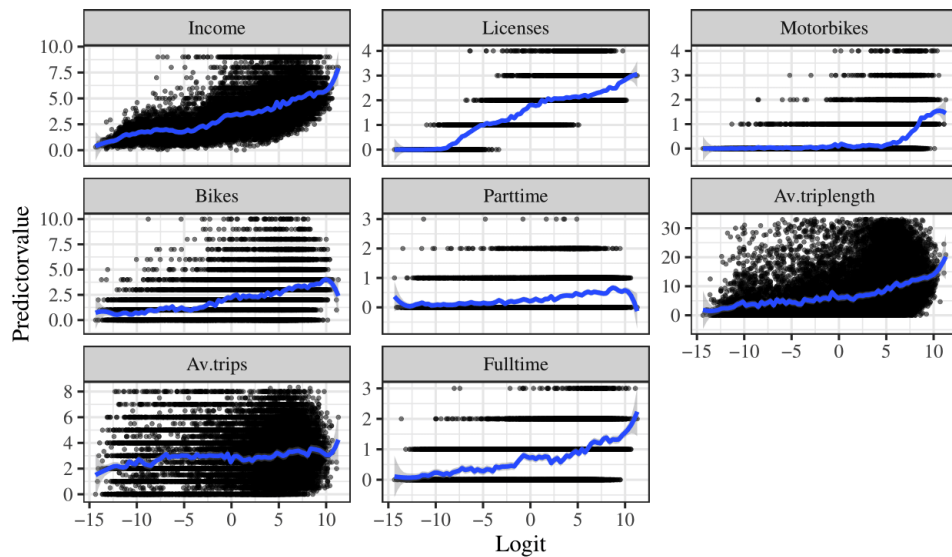 Income Licenses Motorbikes
10.0 7.5 5.0 2.5 0.0
4 3 2 1 0
4 3 2 1 0
Bikes Parttime Av.triplength
10.0 7.5 5.0 2.5 0.0
3 2 1 0
30 20 10 0
−15 −10 −5 0 5 10
Av.trips Fulltime
8 6 4 2 0
3 2 1 0
−15 −10 −5 0 5 10 −15 −10 −5 0 5 10
Predictorvalue
Logit